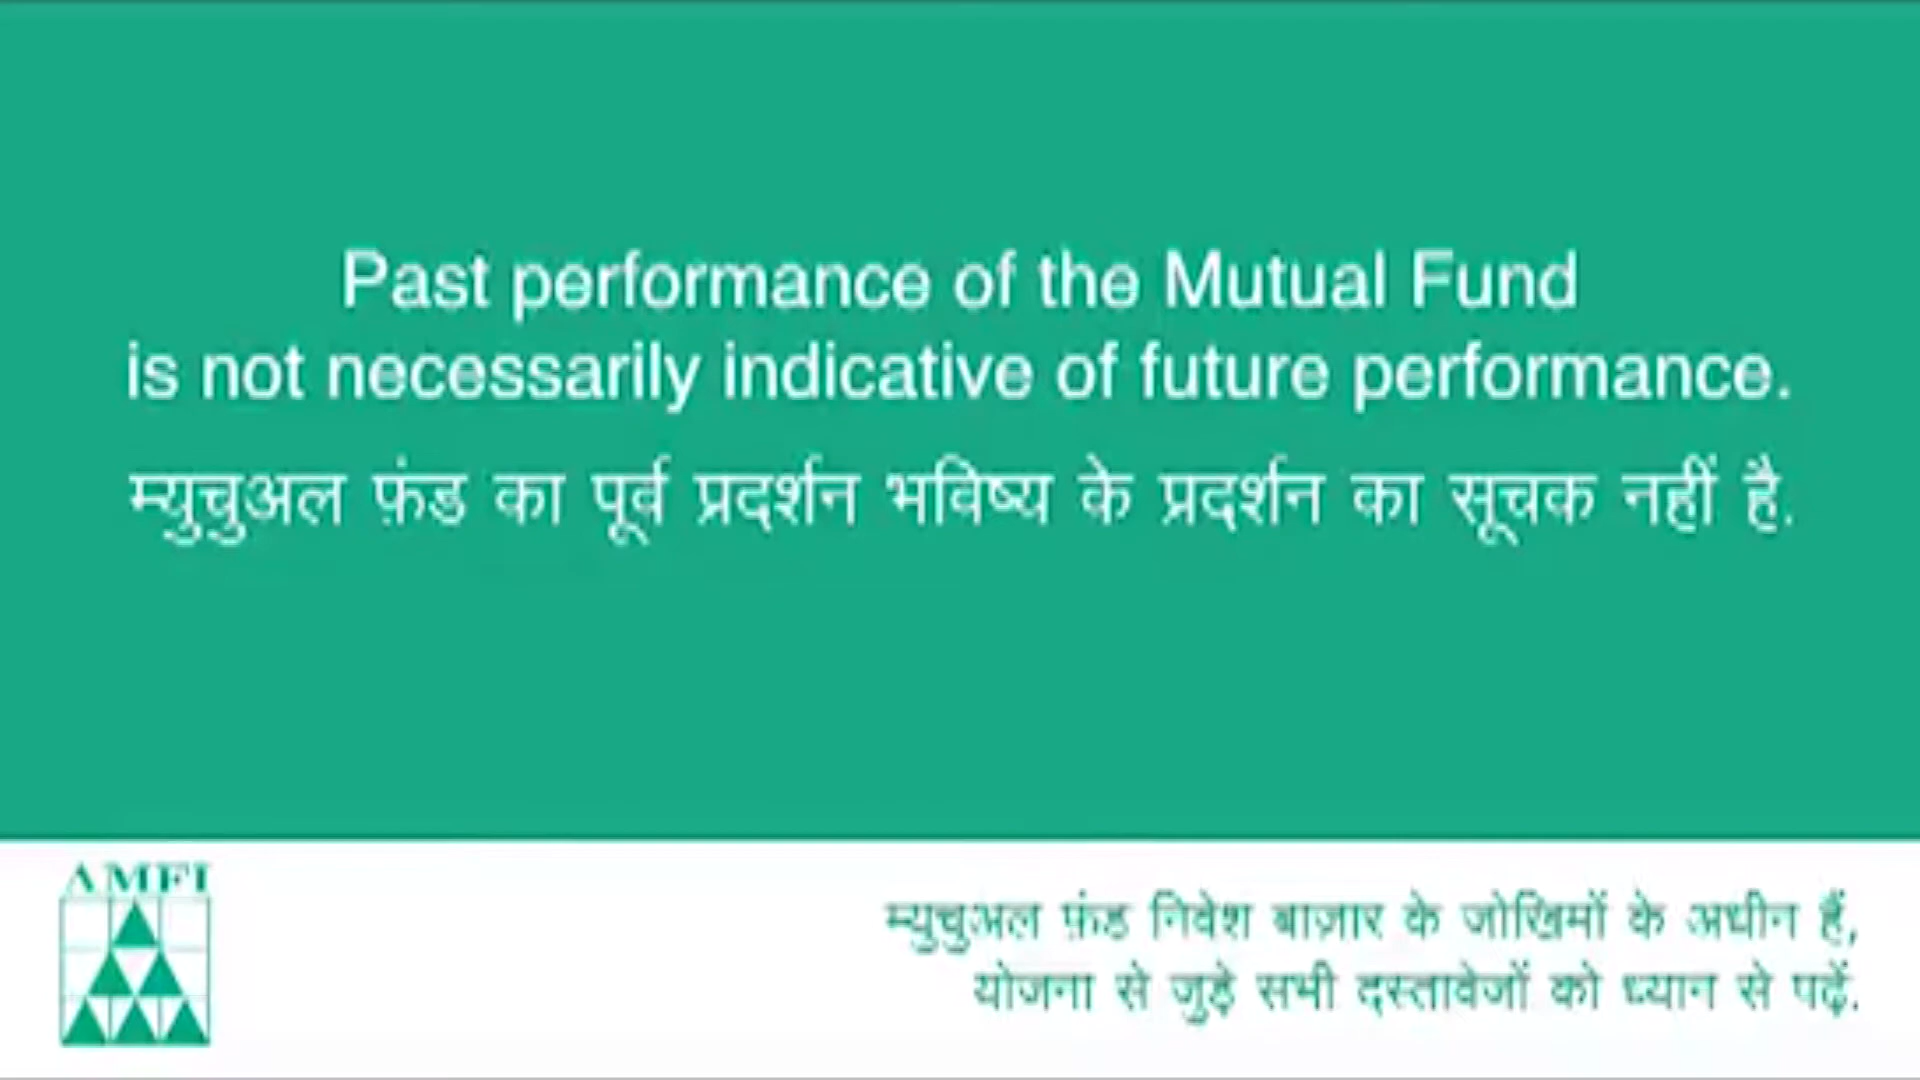 Past performance of the Mutual Fund
is not necessarily indicative of future performance.
म्युचुअल फ़ंड का पूर्व प्रदर्शन भविष्य के प्रदर्शन का सूचक नहीं है.
AMFI
म्युचुअल फ़ंड निवेश बाज़ार के जोखिमों के अधीन हैं,
योजना से जुड़े सभी दस्तावेजों को ध्यान से पढ़ें.